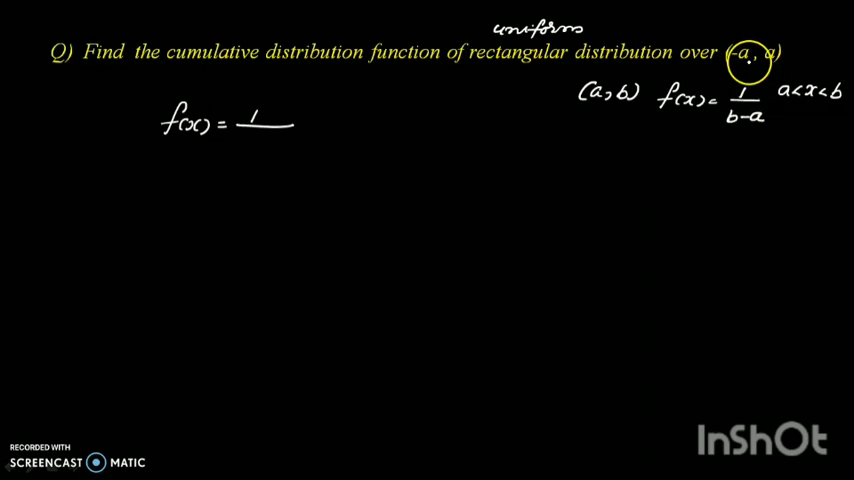 uniform
Q) Find the cumulative distribution function of rectangular distribution over (-a, a)
(a, b) f(x) = 1/(b-a) a<x<b
f(x) = 1/
RECORDED WITH
SCREENCAST MATIC
InShOt